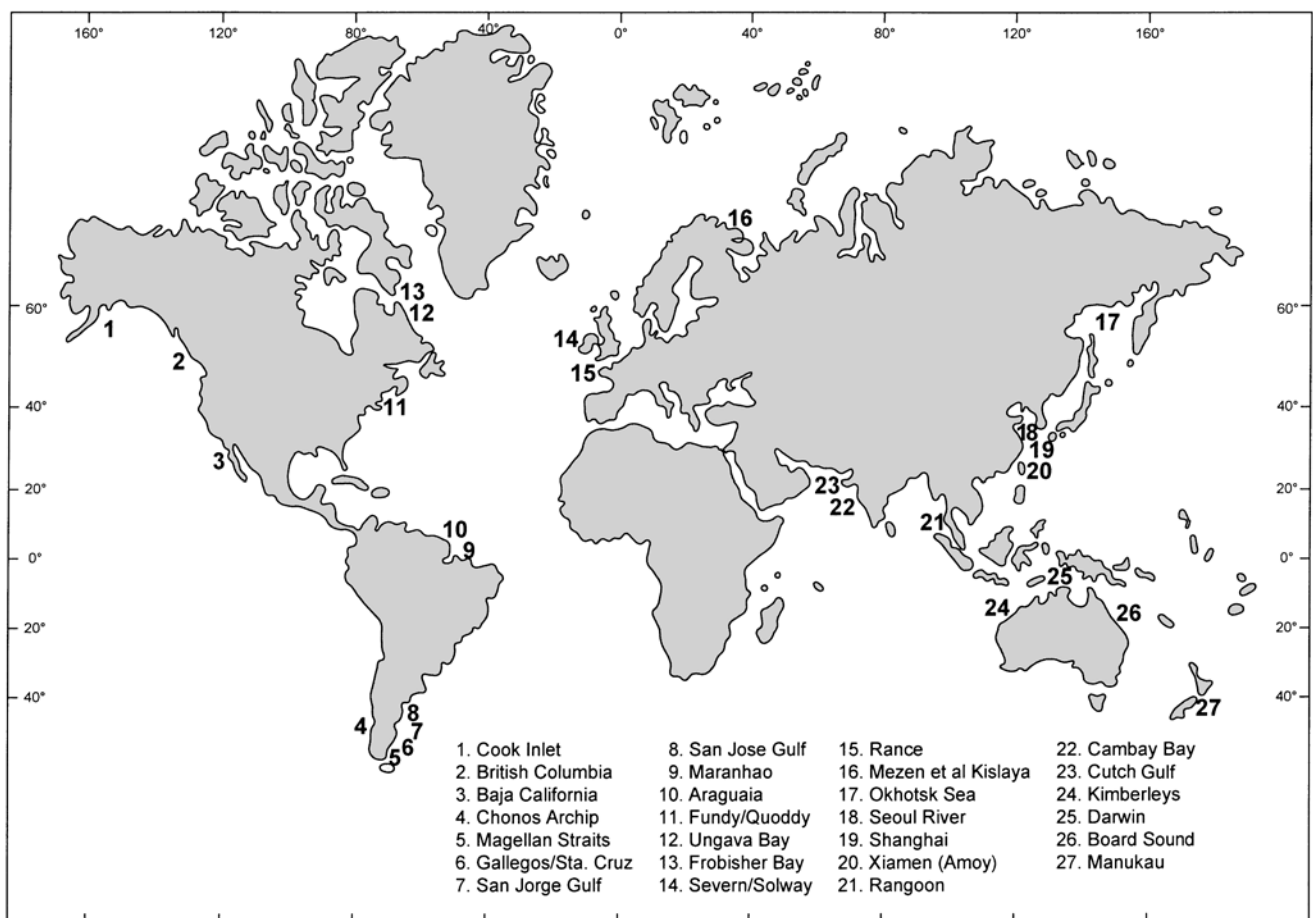 160° 120° 80° 40° 0° 40° 80° 120° 160°
16
13
60° 60°
12
1 17
14
2
15
11
40° 40°
18
19
3
20
20° 23 20°
22
21
10
9
0° 0°
25
24 26
20° 20°
40° 40°
27
8
4
7
6
5
1. Cook Inlet
2. British Columbia
3. Baja California
4. Chonos Archip
5. Magellan Straits
6. Gallegos/Sta. Cruz
7. San Jorge Gulf
8. San Jose Gulf
9. Maranhao
10. Araguaia
11. Fundy/Quoddy
12. Ungava Bay
13. Frobisher Bay
14. Severn/Solway
15. Rance
16. Mezen et al Kislaya
17. Okhotsk Sea
18. Seoul River
19. Shanghai
20. Xiamen (Amoy)
21. Rangoon
22. Cambay Bay
23. Cutch Gulf
24. Kimberleys
25. Darwin
26. Board Sound
27. Manukau